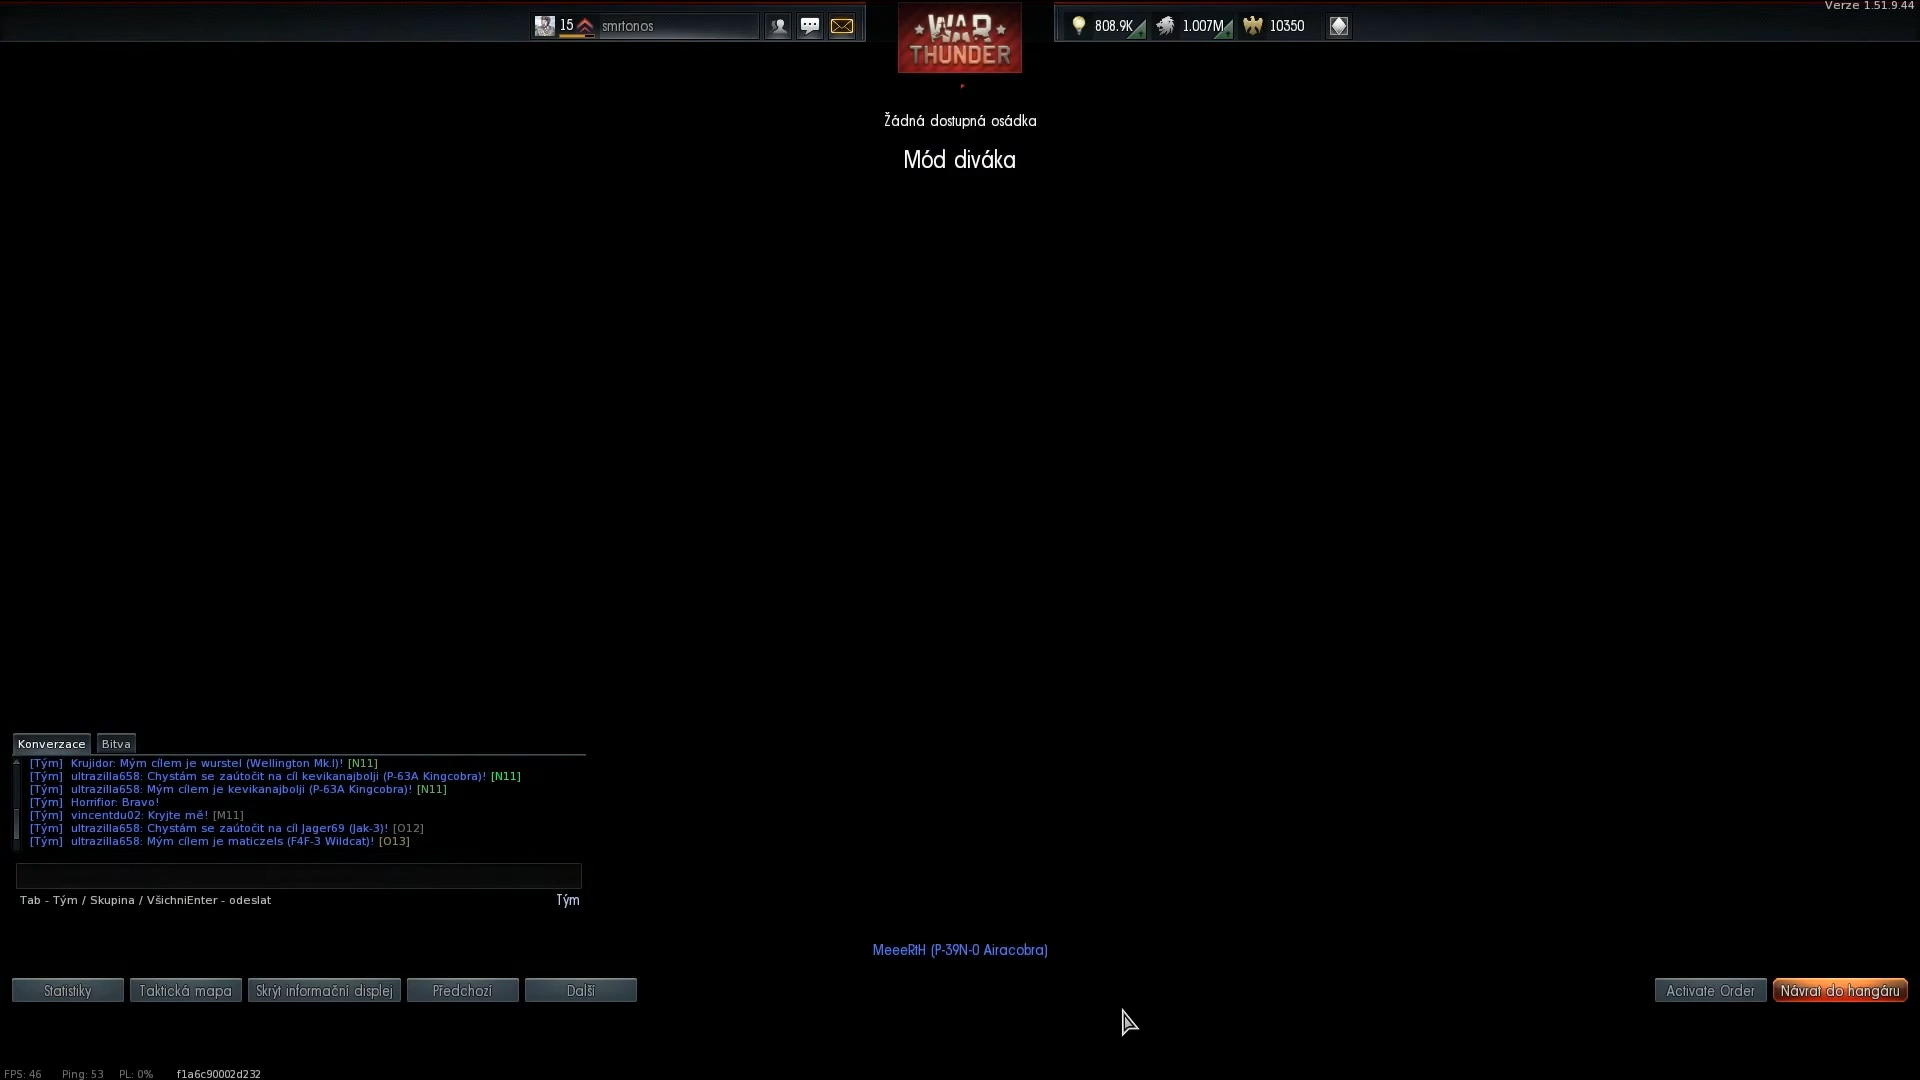 Verze 1.51.9.44
15 smrtonos
WAR THUNDER
808.9K 1.007M 10350
Žádná dostupná osádka
Mód diváka
Konverzace Bitva
[Tým] Krujidor: Mým cílem je wurstel (Wellington Mk.I)! [N11]
[Tým] ultrazilla658: Chystám se zaútočit na cíl kevikanajbolji (P-63A Kingcobra)! [N11]
[Tým] ultrazilla658: Mým cílem je kevikanajbolji (P-63A Kingcobra)! [N11]
[Tým] Horrifior: Bravo!
[Tým] vincentdu02: Kryjte mě! [M11]
[Tým] ultrazilla658: Chystám se zaútočit na cíl Jager69 (Jak-3)! [O12]
[Tým] ultrazilla658: Mým cílem je maticzels (F4F-3 Wildcat)! [O13]
Tab - Tým / Skupina / VšichniEnter - odeslat Tým
MeeeRtH (P-39N-0 Airacobra)
Statistiky Taktická mapa Skrýt informační displej Předchozí Další Activate Order Návrat do hangáru
FPS: 46 Ping: 53 PL: 0% f1a6c90002d232